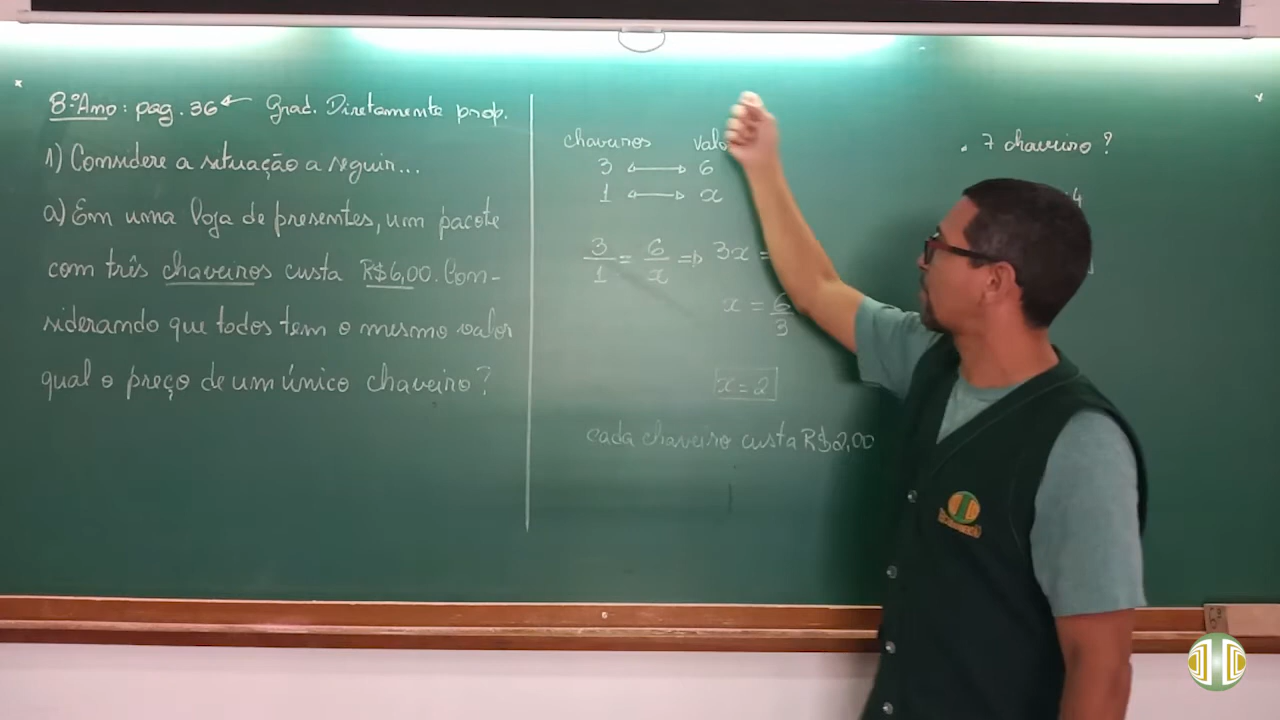 8º Ano: pag. 36 ← Grad. Diretamente prop.
1) Considere a situação a seguir...
a) Em uma loja de presentes, um pacote
com três chaveiros custa R$6,00. Con-
siderando que todos tem o mesmo valor
qual o preço de um único chaveiro?
chaveiros valo
3 ↔ 6
1 ↔ x
3/1 = 6/x ⇒ 3x =
x = 6/3
x = 2
cada chaveiro custa R$2,00
. 7 chaveiro?
4